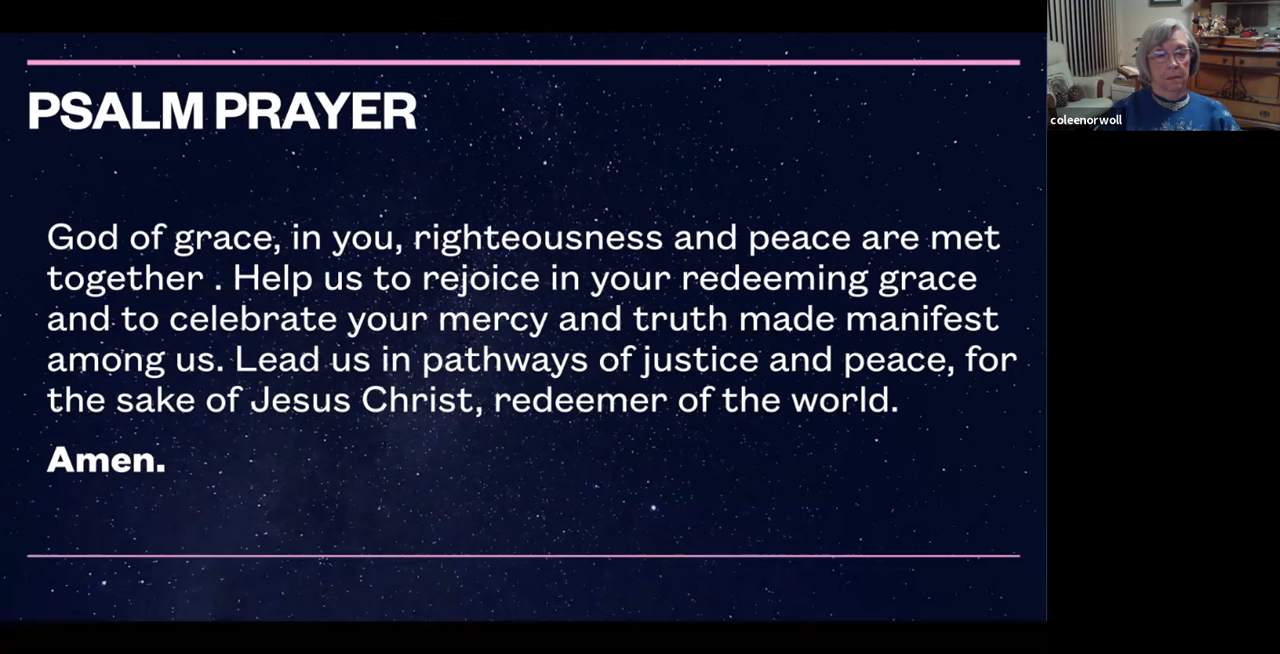 PSALM PRAYER
God of grace, in you, righteousness and peace are met
together . Help us to rejoice in your redeeming grace
and to celebrate your mercy and truth made manifest
among us. Lead us in pathways of justice and peace, for
the sake of Jesus Christ, redeemer of the world.
Amen.
coleenorwoll